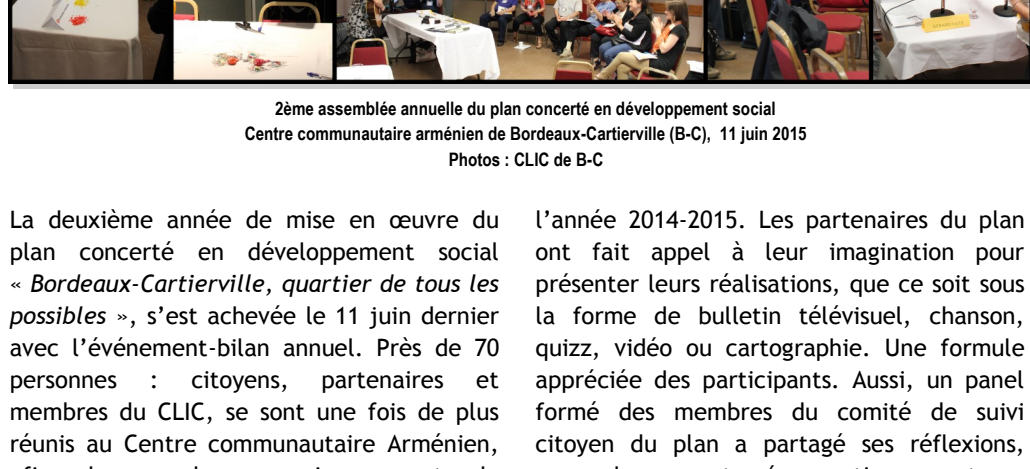 2ème assemblée annuelle du plan concerté en développement social
Centre communautaire arménien de Bordeaux-Cartierville (B-C), 11 juin 2015
Photos : CLIC de B-C
La deuxième année de mise en œuvre du
plan concerté en développement social
« Bordeaux-Cartierville, quartier de tous les
possibles », s’est achevée le 11 juin dernier
avec l’événement-bilan annuel. Près de 70
personnes : citoyens, partenaires et
membres du CLIC, se sont une fois de plus
réunis au Centre communautaire Arménien,
l’année 2014-2015. Les partenaires du plan
ont fait appel à leur imagination pour
présenter leurs réalisations, que ce soit sous
la forme de bulletin télévisuel, chanson,
quizz, vidéo ou cartographie. Une formule
appréciée des participants. Aussi, un panel
formé des membres du comité de suivi
citoyen du plan a partagé ses réflexions,